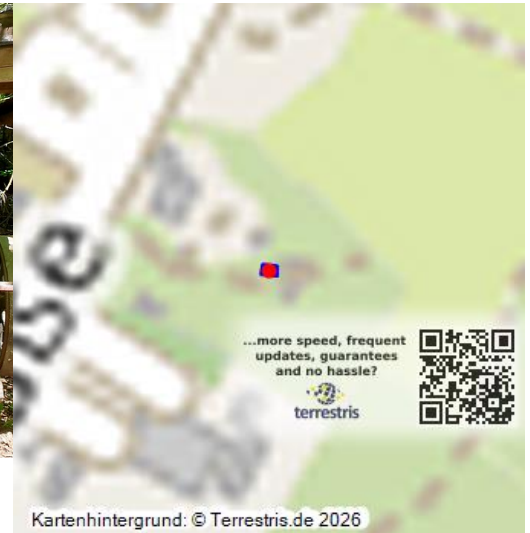 ...more speed, frequent
updates, guarantees
and no hassle?
terrestris
Kartenhintergrund: © Terrestris.de 2026